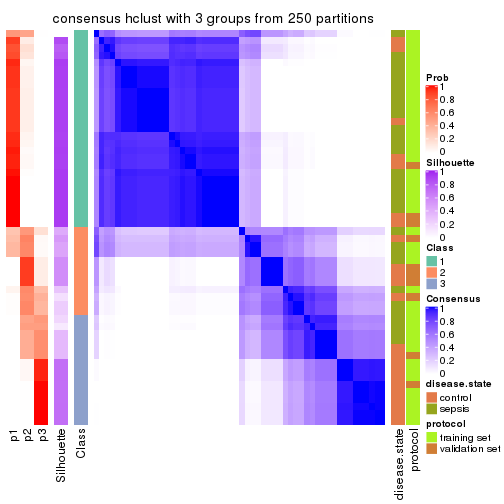 consensus hclust with 3 groups from 250 partitions
Prob
1
0.8
0.6
0.4
0.2
0
Silhouette
1
0.8
0.6
0.4
0.2
0
Class
1
2
3
Consensus
1
0.8
0.6
0.4
0.2
0
disease.state
control
sepsis
protocol
training set
validation set
p1
p2
p3
Silhouette
Class
disease.state
protocol